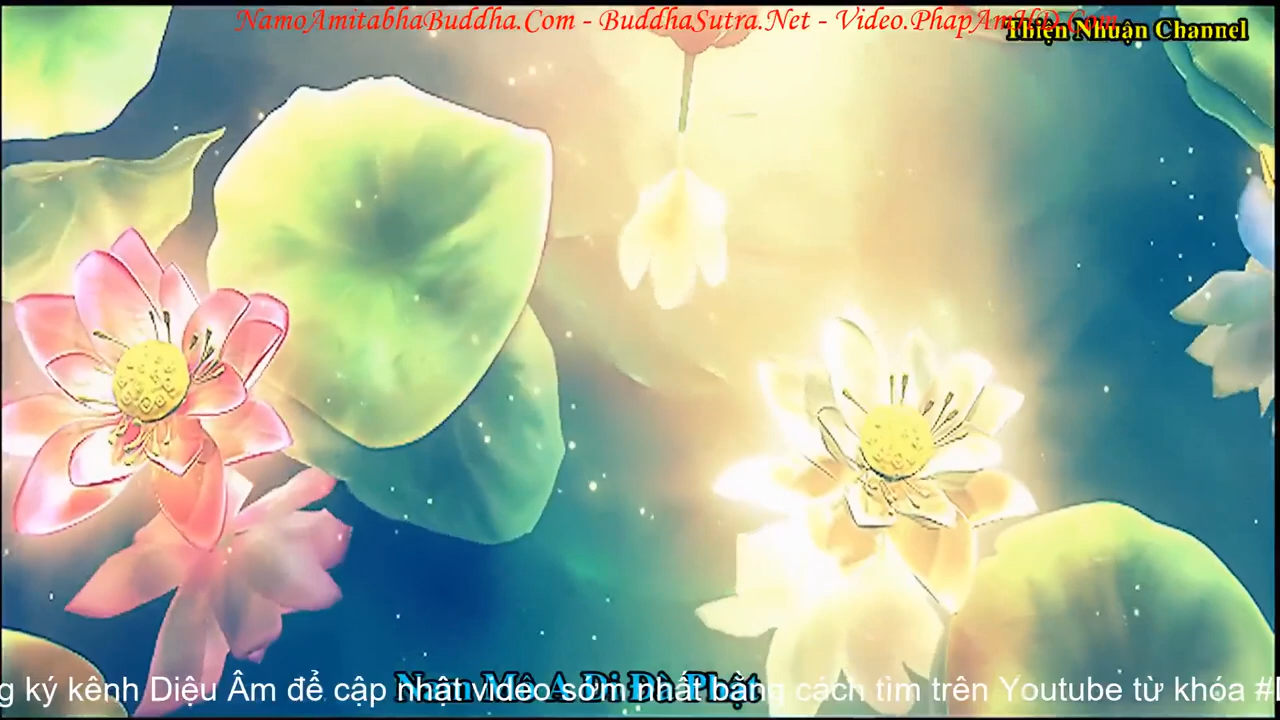 NamoAmitabhaBuddha.Com - BuddhaSutra.Net - Video.PhapAmHD.Com
Thiện Nhuận Channel
Nam Mô A Di Đà Phật
g ký kênh Diệu Âm để cập nhật video sớm nhất bằng cách tìm trên Youtube từ khóa #